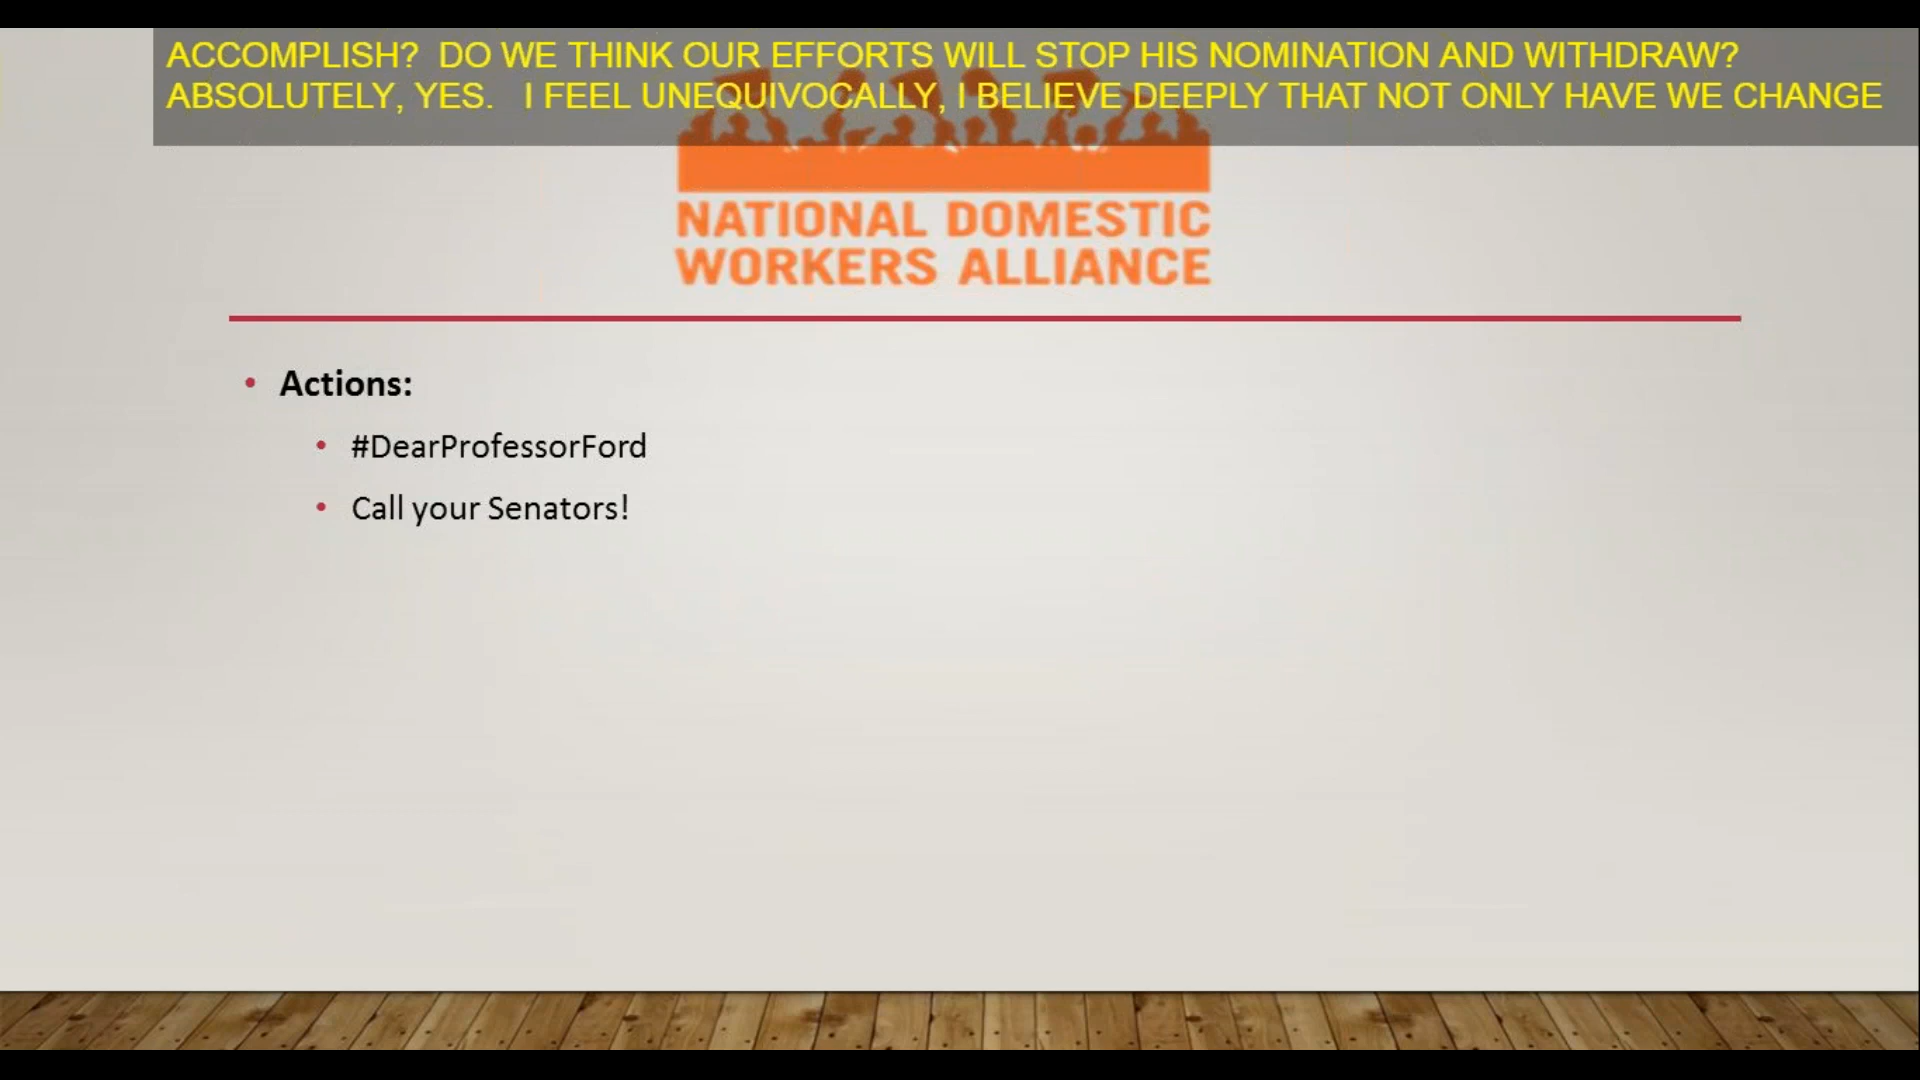 ACCOMPLISH? DO WE THINK OUR EFFORTS WILL STOP HIS NOMINATION AND WITHDRAW?
ABSOLUTELY, YES. I FEEL UNEQUIVOCALLY, I BELIEVE DEEPLY THAT NOT ONLY HAVE WE CHANGE
NATIONAL DOMESTIC
WORKERS ALLIANCE
• Actions:
• #DearProfessorFord
• Call your Senators!